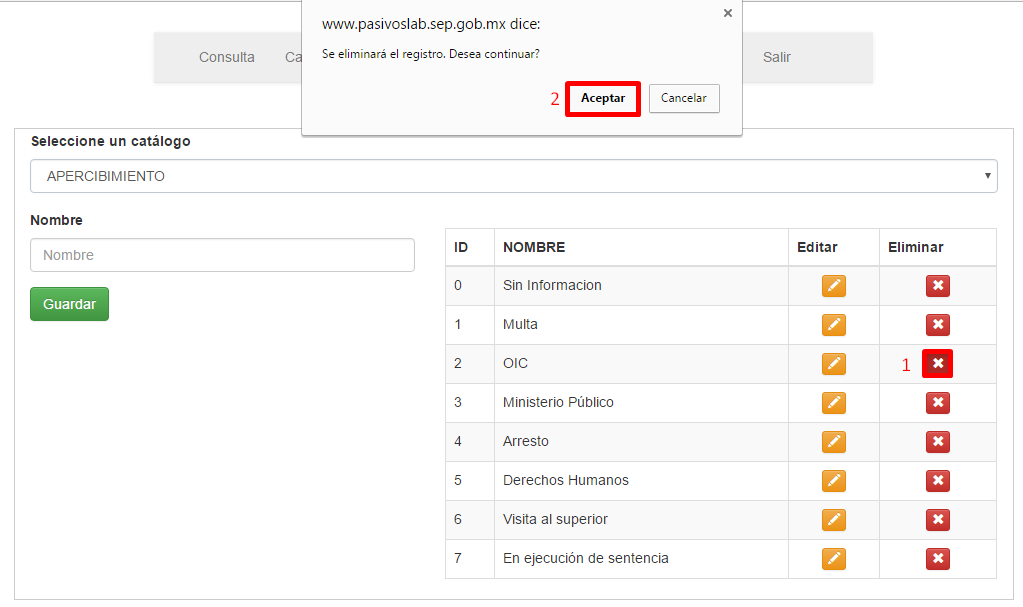 www.pasivoslab.sep.gob.mx dice:
Se eliminará el registro. Desea continuar?
2 Aceptar Cancelar
Consulta Ca Salir
Seleccione un catálogo
APERCIBIMIENTO
Nombre
Nombre
Guardar
ID NOMBRE Editar Eliminar
0 Sin Informacion
1 Multa
2 OIC 1
3 Ministerio Público
4 Arresto
5 Derechos Humanos
6 Visita al superior
7 En ejecución de sentencia